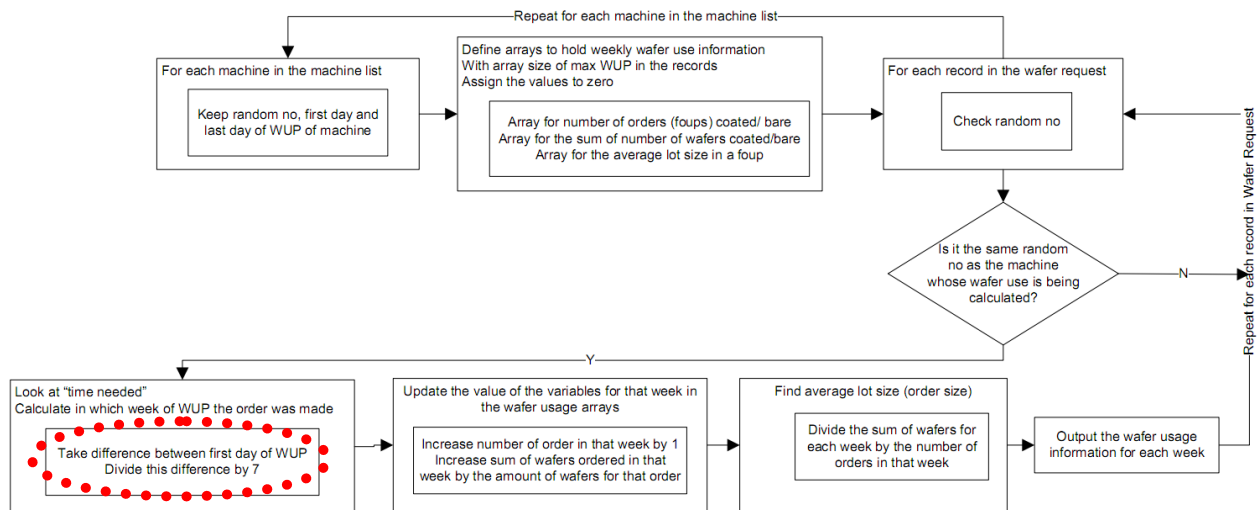 Repeat for each machine in the machine list
For each machine in the machine list
Keep random no, first day and
last day of WUP of machine
Define arrays to hold weekly wafer use information
With array size of max WUP in the records
Assign the values to zero
Array for number of orders (foups) coated/ bare
Array for the sum of number of wafers coated/bare
Array for the average lot size in a foup
For each record in the wafer request
Check random no
Is it the same random
no as the machine
whose wafer use is being
calculated?
N
Repeat for each record in Wafer Request
Y
Look at “time needed”
Calculate in which week of WUP the order was made
Take difference between first day of WUP
Divide this difference by 7
Update the value of the variables for that week in
the wafer usage arrays
Increase number of order in that week by 1
Increase sum of wafers ordered in that
week by the amount of wafers for that order
Find average lot size (order size)
Divide the sum of wafers for
each week by the number of
orders in that week
Output the wafer usage
information for each week